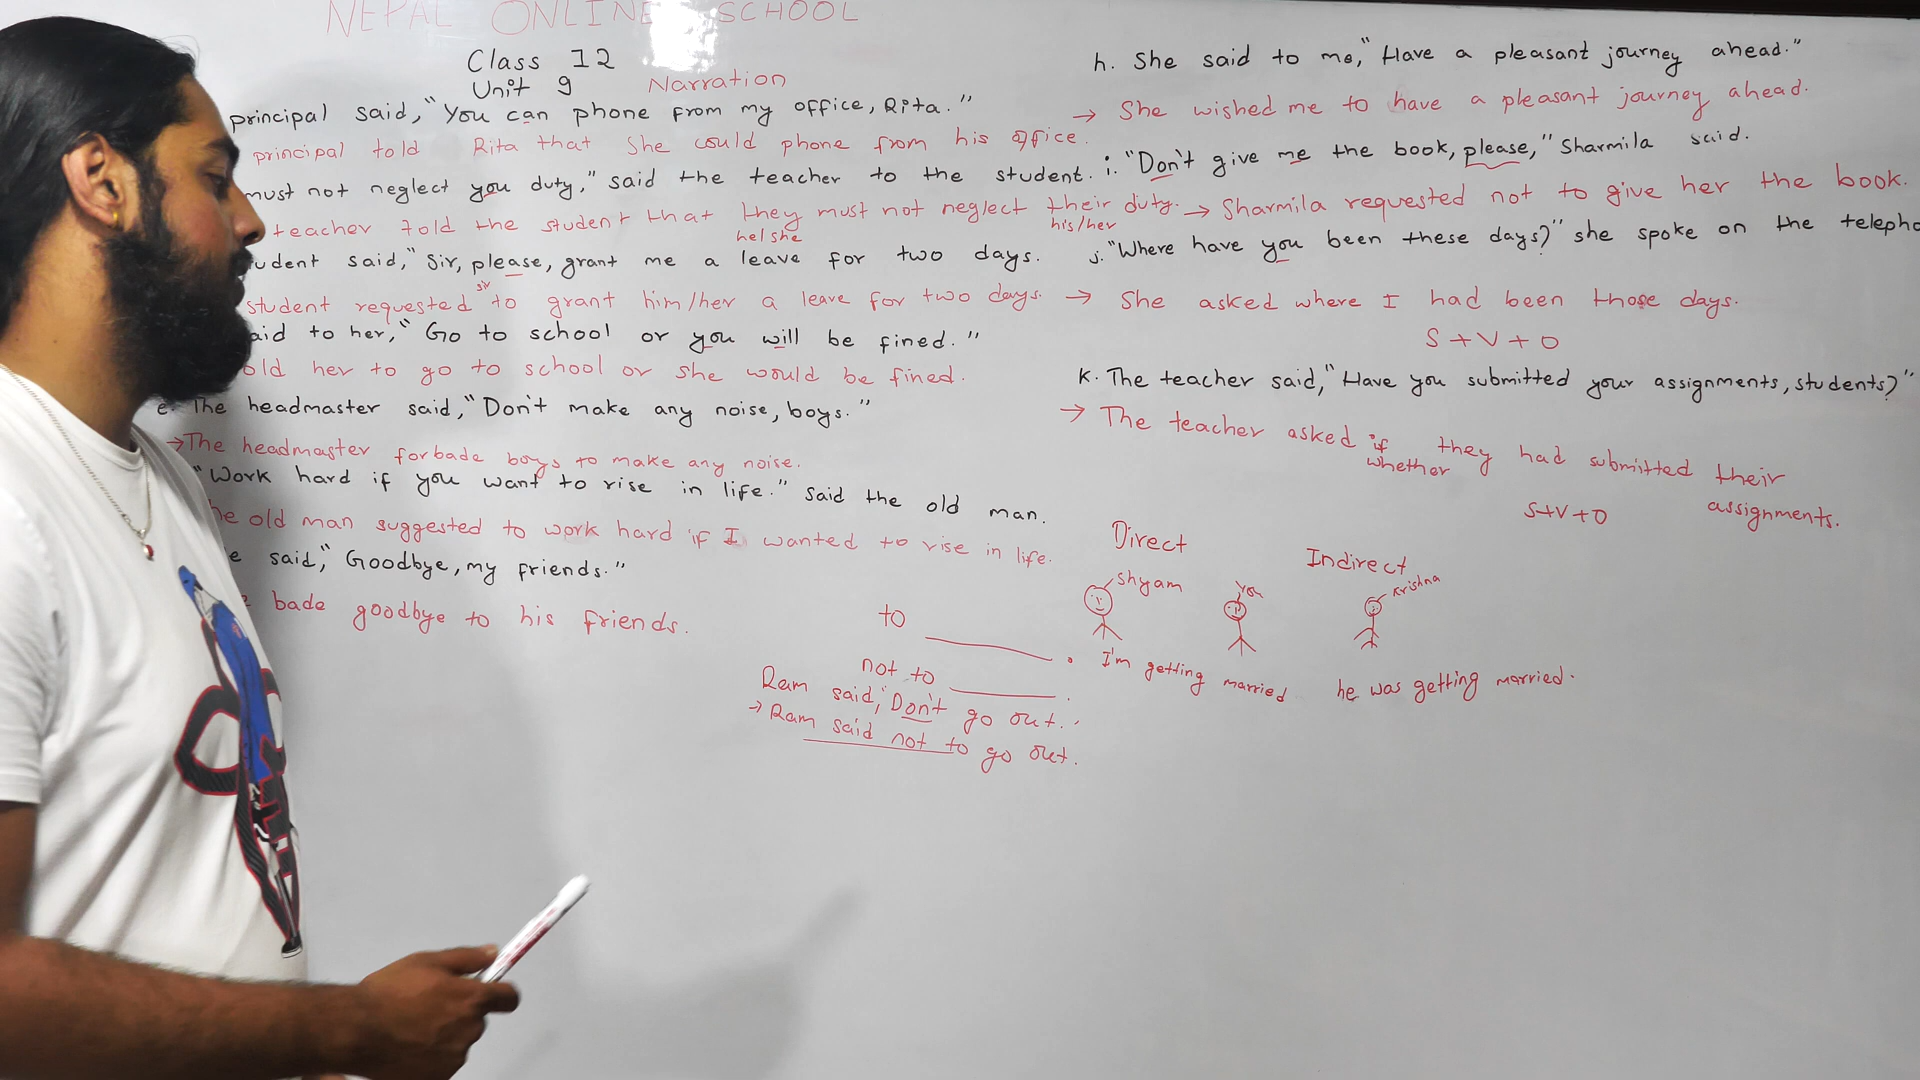 NEPAL ONLINE SCHOOL
Class 12
Unit 9 Narration
principal said, "You can phone from my office, Rita."
principal told Rita that she could phone from his office.
must not neglect you duty," said the teacher to the student.
teacher told the student that they must not neglect their duty.
he/she his/her
said, "Sir, please, grant me a leave for two days.
sir
student requested to grant him/her a leave for two days.
to her, "Go to school or you will be fined."
her to go to school or she would be fined.
e. The headmaster said, "Don't make any noise, boys."
→ The headmaster forbade boys to make any noise.
"Work hard if you want to rise in life." said the old man.
old man suggested to work hard if I wanted to rise in life.
said, "Goodbye, my friends."
bade goodbye to his friends.
to ______.
not to ______.
Ram said, "Don't go out."
→ Ram said not to go out.
h. She said to me, "Have a pleasant journey ahead."
→ She wished me to have a pleasant journey ahead.
i. "Don't give me the book, please," Sharmila said.
→ Sharmila requested not to give her the book.
j. "Where have you been these days?" she spoke on the
→ She asked where I had been those days.
S + V + O
k. The teacher said, "Have you submitted your assignments, students?"
→ The teacher asked if they had submitted their
whether
assignments.
S+V+O
Direct Indirect
Shyam You Krishna
I'm getting married he was getting married.